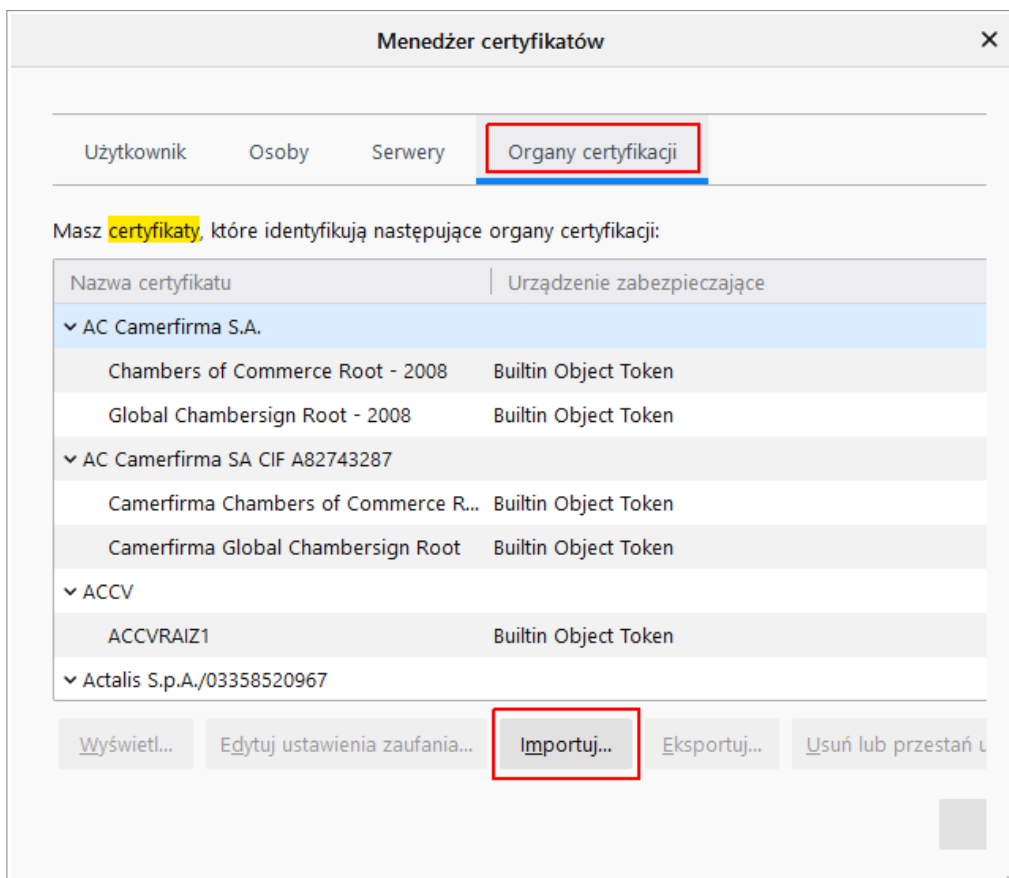 Menedżer certyfikatów
Użytkownik Osoby Serwery Organy certyfikacji
Masz certyfikaty, które identyfikują następujące organy certyfikacji:
Nazwa certyfikatu Urządzenie zabezpieczające
AC Camerfirma S.A.
Chambers of Commerce Root - 2008 Builtin Object Token
Global Chambersign Root - 2008 Builtin Object Token
AC Camerfirma SA CIF A82743287
Camerfirma Chambers of Commerce R... Builtin Object Token
Camerfirma Global Chambersign Root Builtin Object Token
ACCV
ACCVRAIZ1 Builtin Object Token
Actalis S.p.A./03358520967
Wyświetl... Edytuj ustawienia zaufania... Importuj... Eksportuj... Usuń lub przestań u